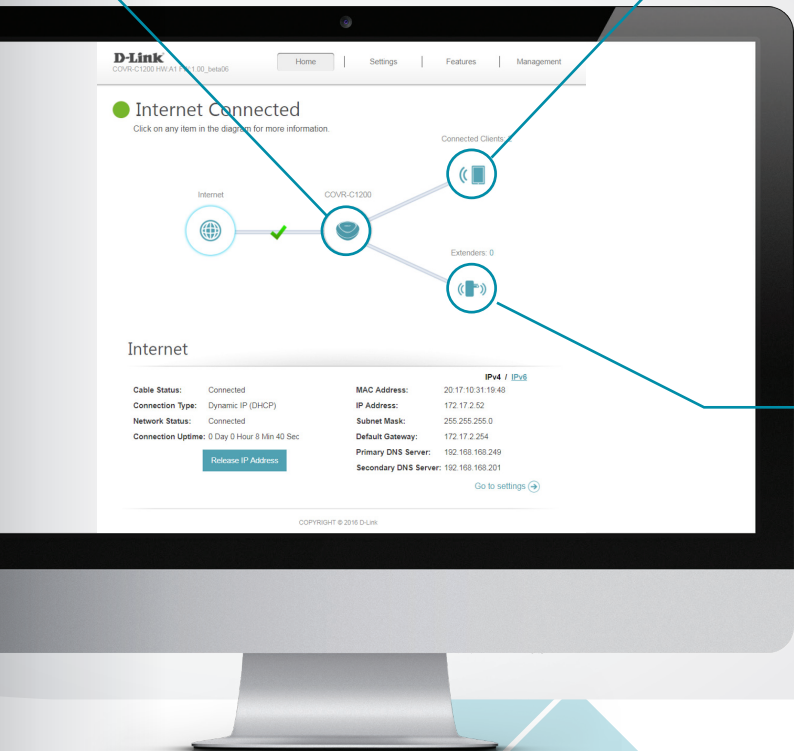 D-Link
COVR-C1200 HW:A1 FW:1.00_beta06
Home
Settings
Features
Management
Internet Connected
Click on any item in the diagram for more information.
Connected Clients:
Internet
COVR-C1200
Extenders: 0
Internet
IPv4 / IPv6
Cable Status: Connected
Connection Type: Dynamic IP (DHCP)
Network Status: Connected
Connection Uptime: 0 Day 0 Hour 8 Min 40 Sec
Release IP Address
MAC Address: 20:17:10:31:19:48
IP Address: 172.17.2.52
Subnet Mask: 255.255.255.0
Default Gateway: 172.17.2.254
Primary DNS Server: 192.168.168.249
Secondary DNS Server: 192.168.168.201
Go to settings
COPYRIGHT © 2016 D-Link